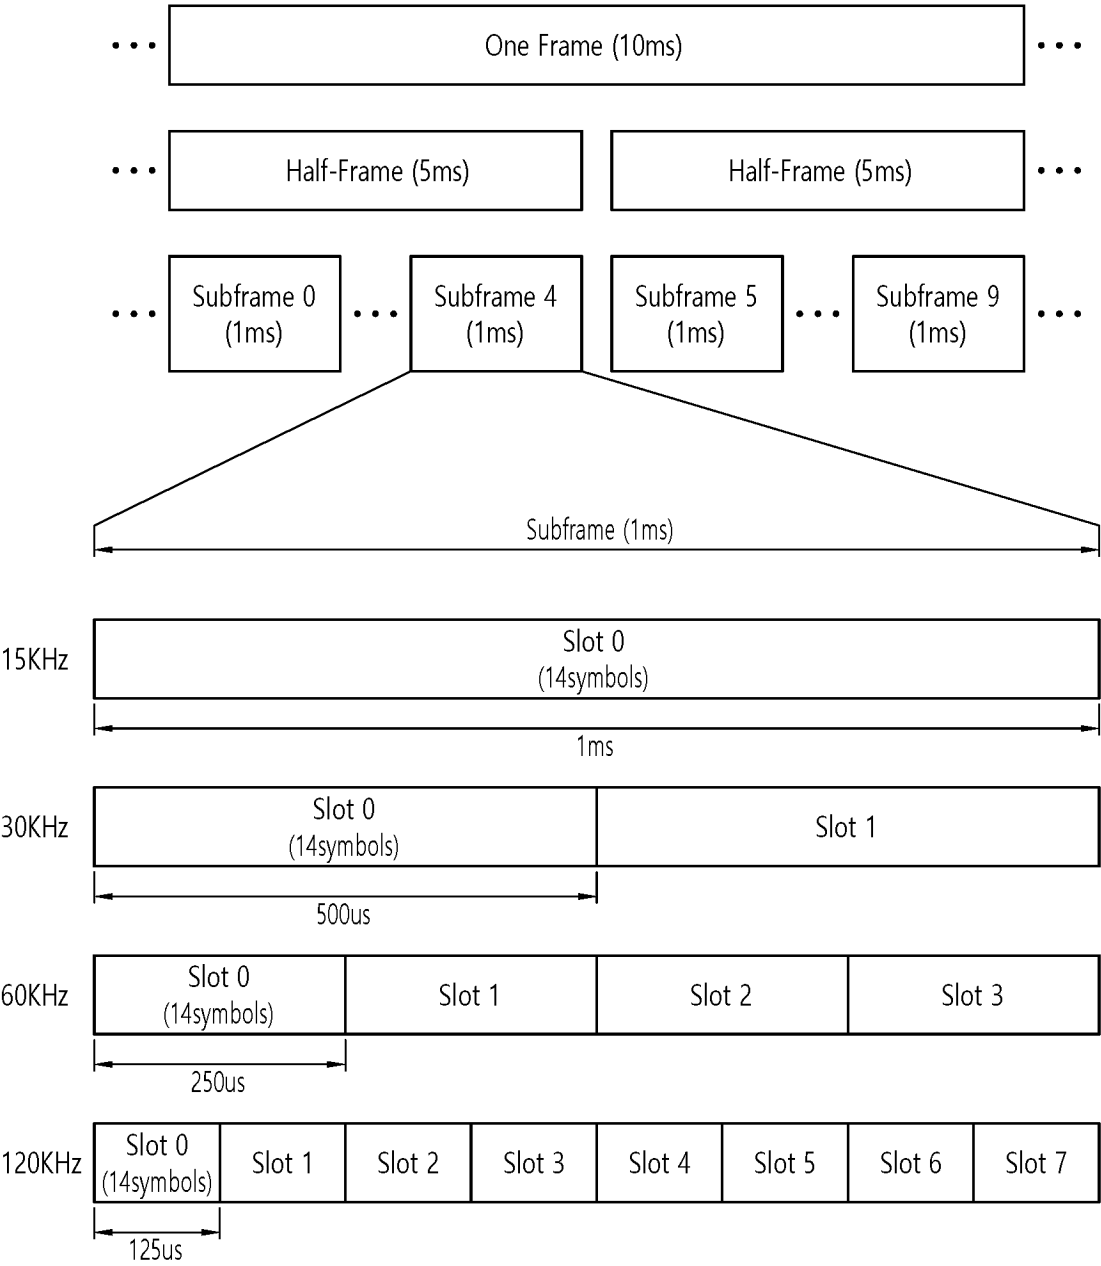 One Frame (10ms)
Half-Frame (5ms) Half-Frame (5ms)
Subframe 0 Subframe 4 Subframe 5 Subframe 9
(1ms) (1ms) (1ms) (1ms)
Subframe (1ms)
15KHz
Slot 0
(14symbols)
1ms
30KHz
Slot 0
(14symbols)
Slot 1
500us
60KHz
Slot 0
(14symbols)
Slot 1 Slot 2 Slot 3
250us
120KHz
Slot 0
(14symbols)
Slot 1 Slot 2 Slot 3 Slot 4 Slot 5 Slot 6 Slot 7
125us